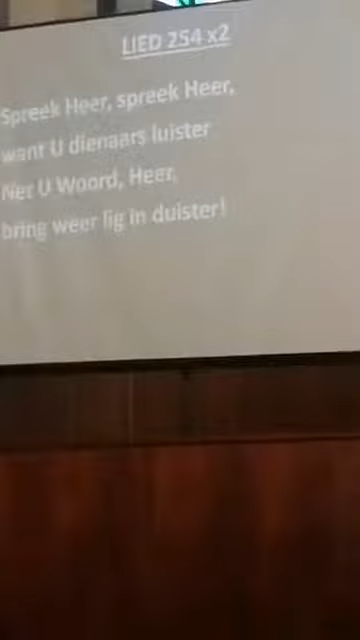 LIED 254 x2
Spreek Heer, spreek Heer,
want U dienaars luister
Net U Woord, Heer,
bring weer lig in duister!